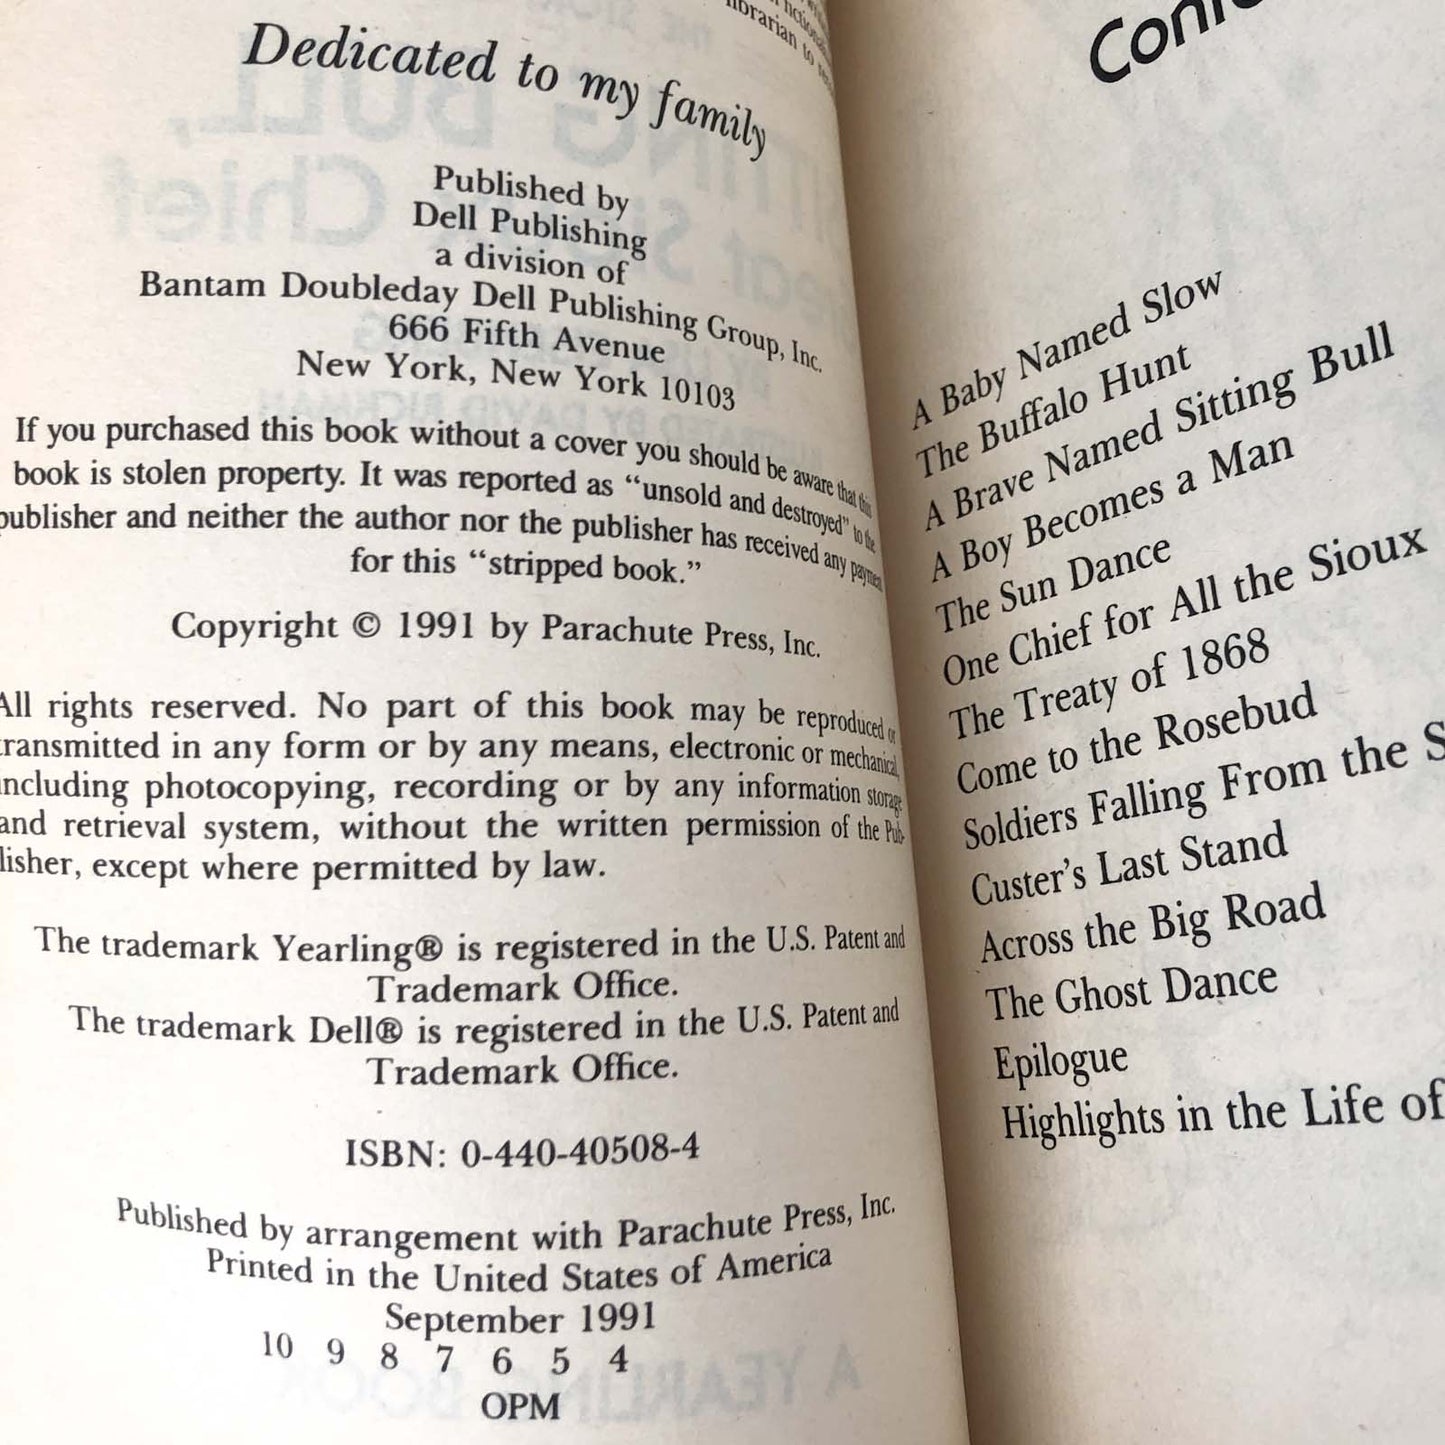 librarian to
Dedicated to my family
Published by
Dell Publishing
a division of
Bantam Doubleday Dell Publishing Group, Inc.
666 Fifth Avenue
New York, New York 10103
If you purchased this book without a cover you should be aware that this
book is stolen property. It was reported as “unsold and destroyed” to the
publisher and neither the author nor the publisher has received any payment
for this “stripped book.”
Copyright © 1991 by Parachute Press, Inc.
All rights reserved. No part of this book may be reproduced or
transmitted in any form or by any means, electronic or mechanical,
including photocopying, recording or by any information storage
and retrieval system, without the written permission of the Pub-
lisher, except where permitted by law.
The trademark Yearling® is registered in the U.S. Patent and
Trademark Office.
The trademark Dell® is registered in the U.S. Patent and
Trademark Office.
ISBN: 0-440-40508-4
Published by arrangement with Parachute Press, Inc.
Printed in the United States of America
September 1991
10 9 8 7 6 5 4
OPM
A Baby Named Slow
The Buffalo Hunt
A Brave Named Sitting Bull
A Boy Becomes a Man
The Sun Dance
One Chief for All the Sioux
The Treaty of 1868
Come to the Rosebud
Soldiers Falling From the S
Custer's Last Stand
Across the Big Road
The Ghost Dance
Epilogue
Highlights in the Life of